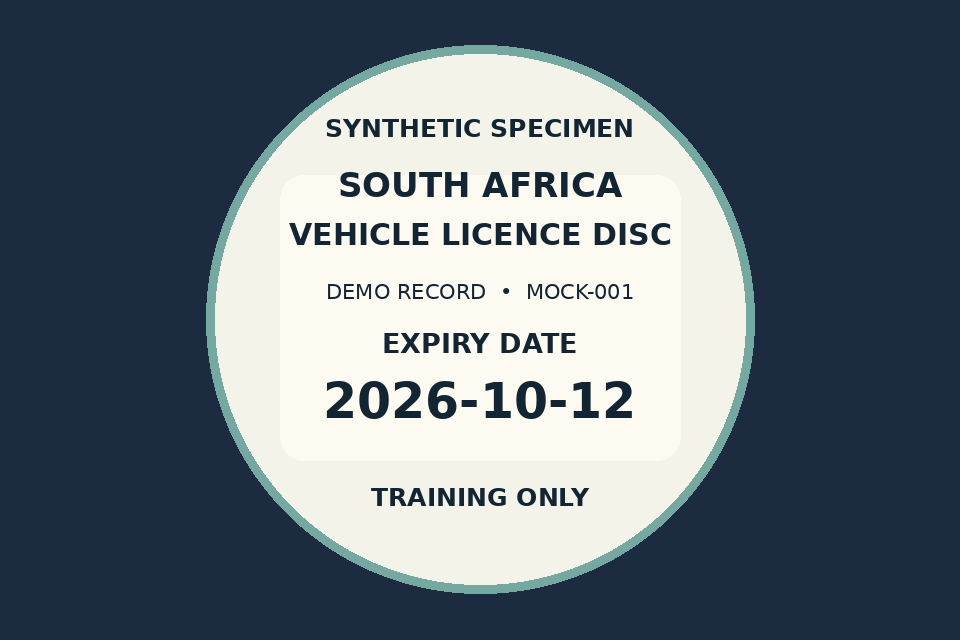 SYNTHETIC SPECIMEN
SOUTH AFRICA
VEHICLE LICENCE DISC
DEMO RECORD • MOCK-001
EXPIRY DATE
2026-10-12
TRAINING ONLY